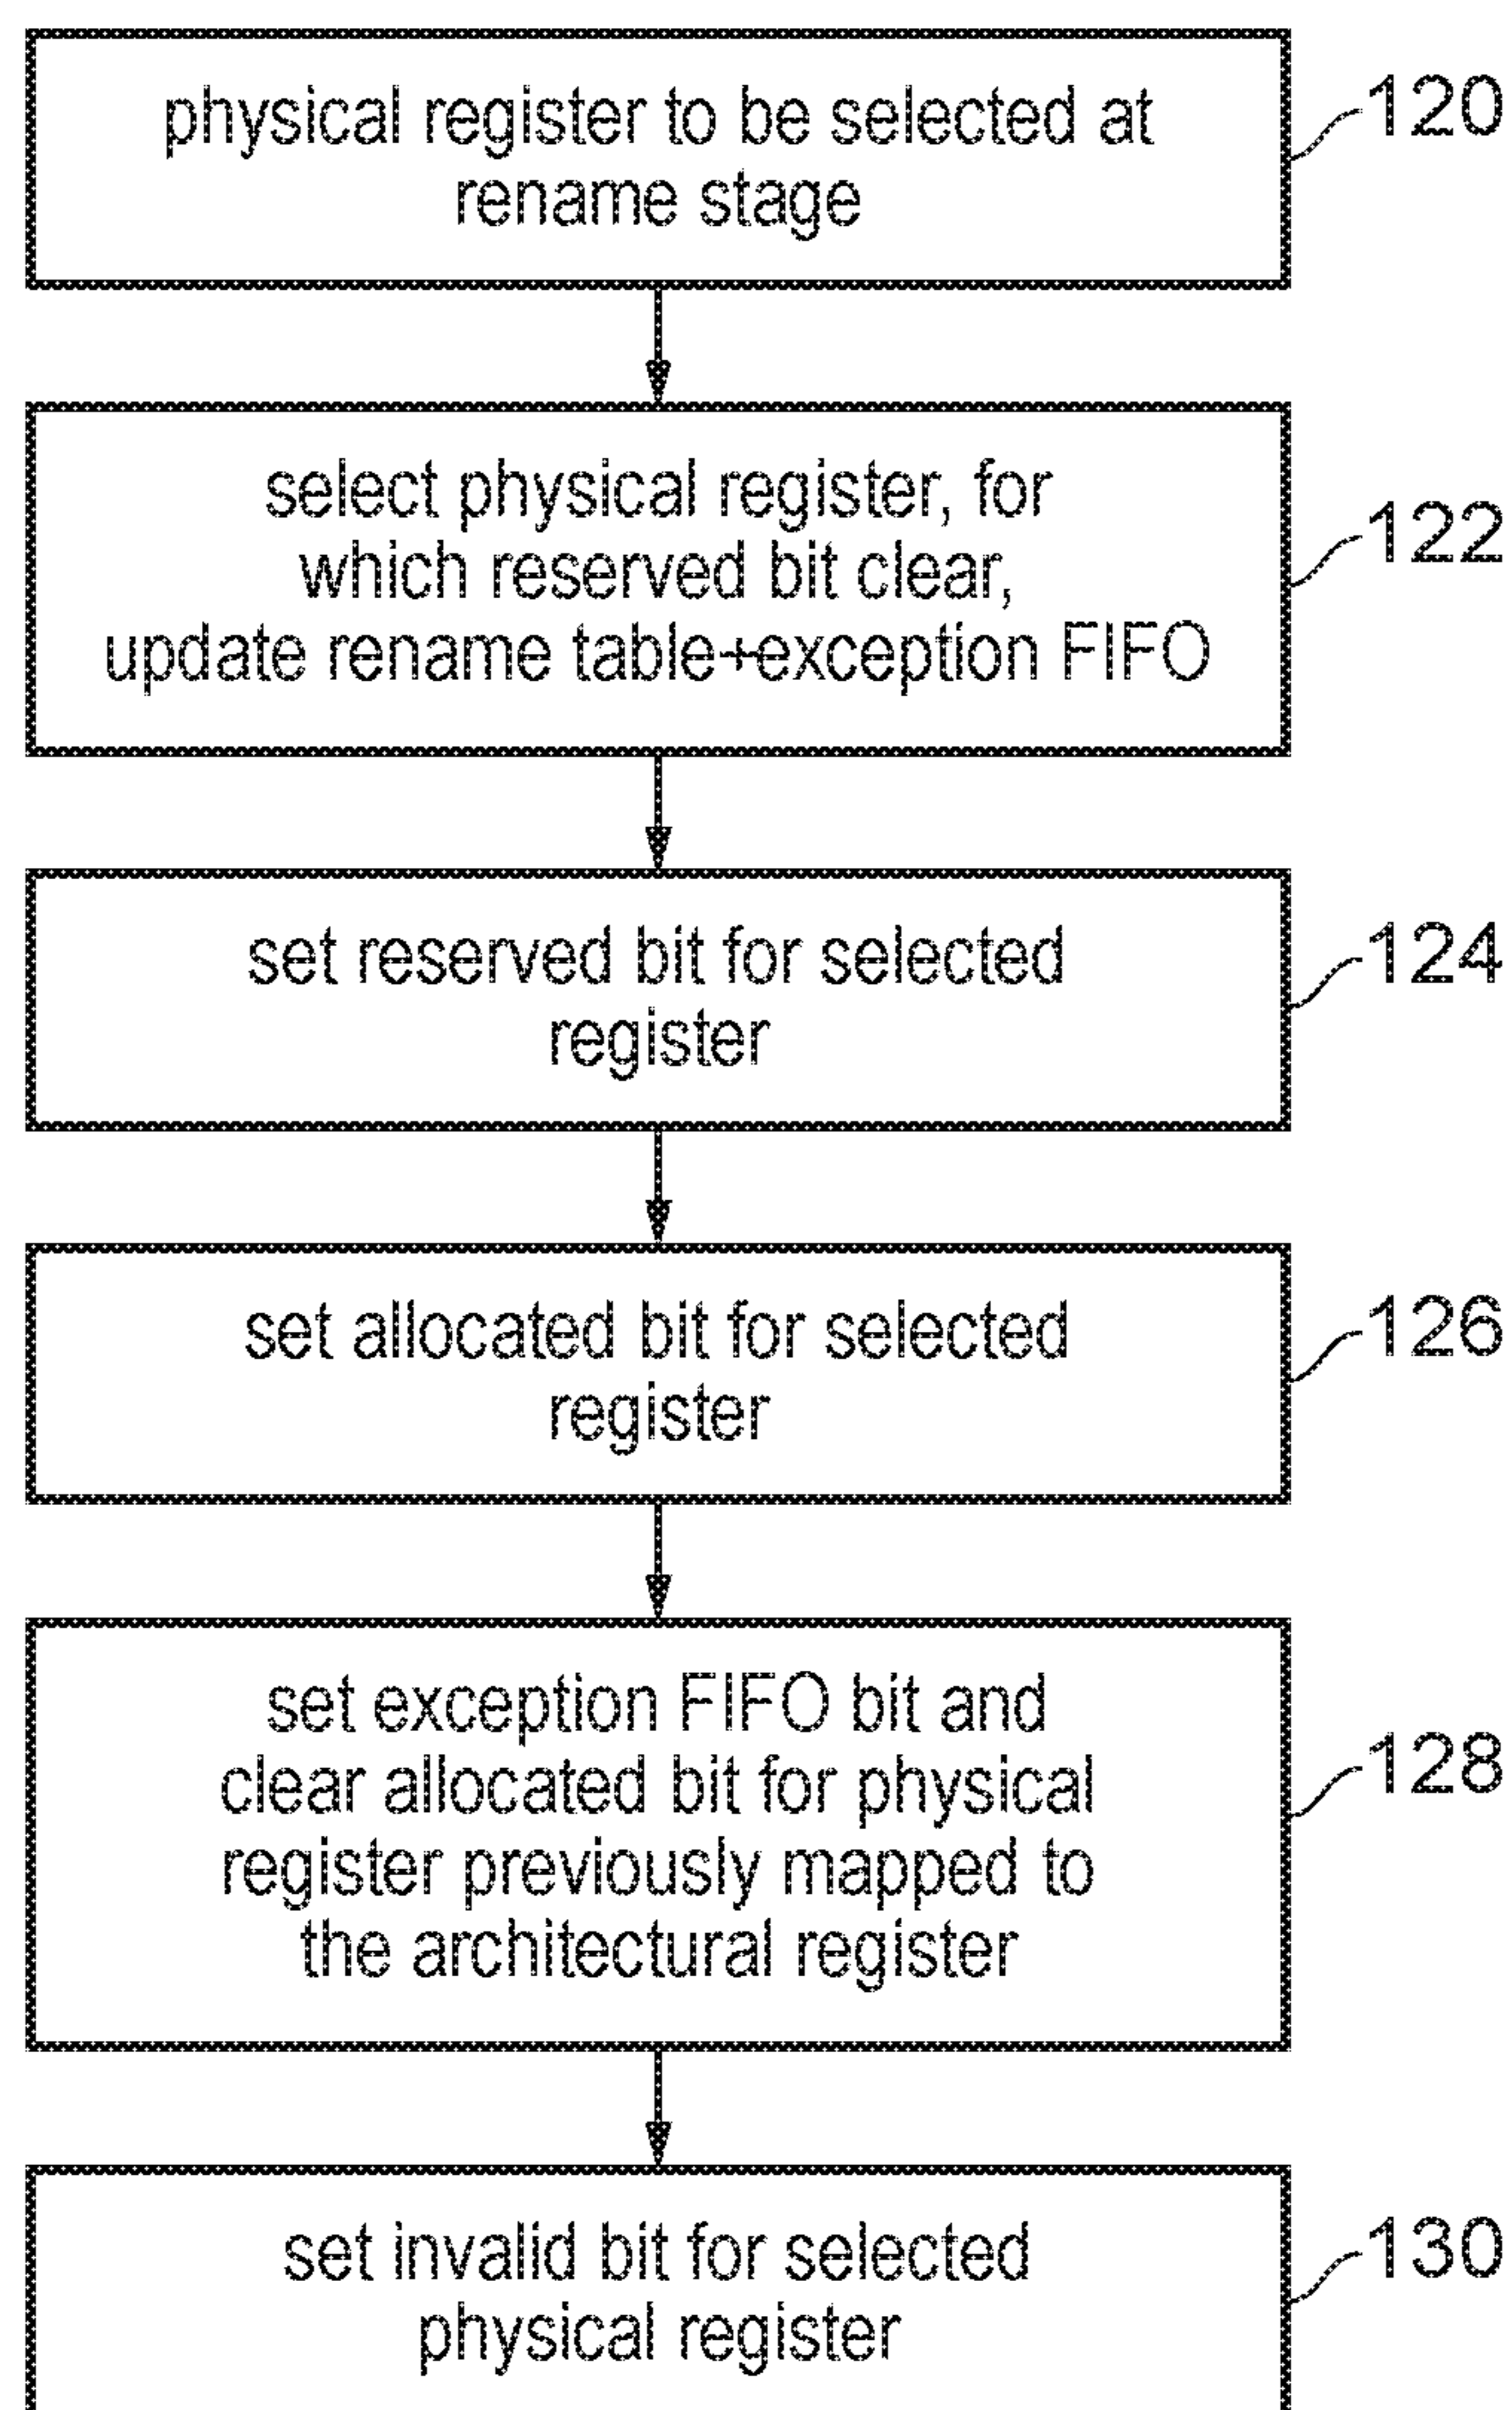 physical register to be selected at
rename stage
120
select physical register, for
which reserved bit clear,
update rename table+exception FIFO
122
set reserved bit for selected
register
124
set allocated bit for selected
register
126
set exception FIFO bit and
clear allocated bit for physical
register previously mapped to
the architectural register
128
set invalid bit for selected
physical register
130